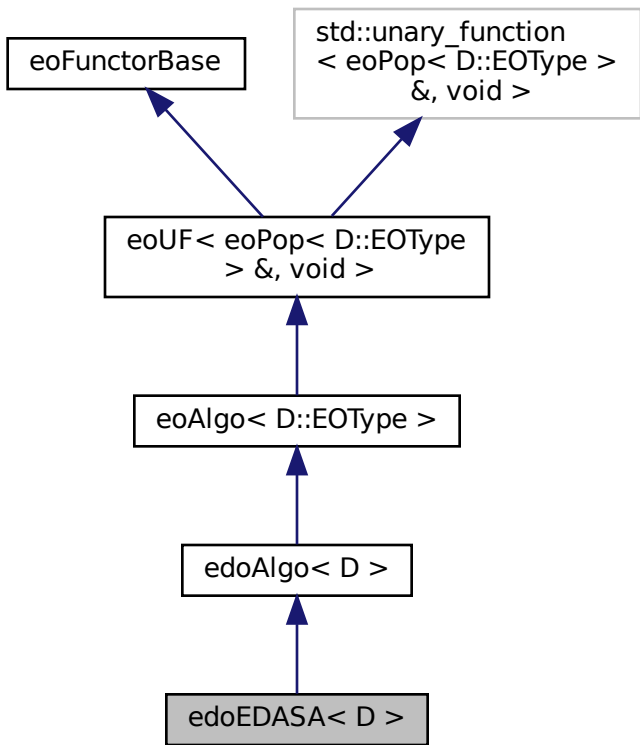 eoFunctorBase
std::unary_function
< eoPop< D::EOType >
&, void >
eoUF< eoPop< D::EOType
> &, void >
eoAlgo< D::EOType >
edoAlgo< D >
edoEDASA< D >